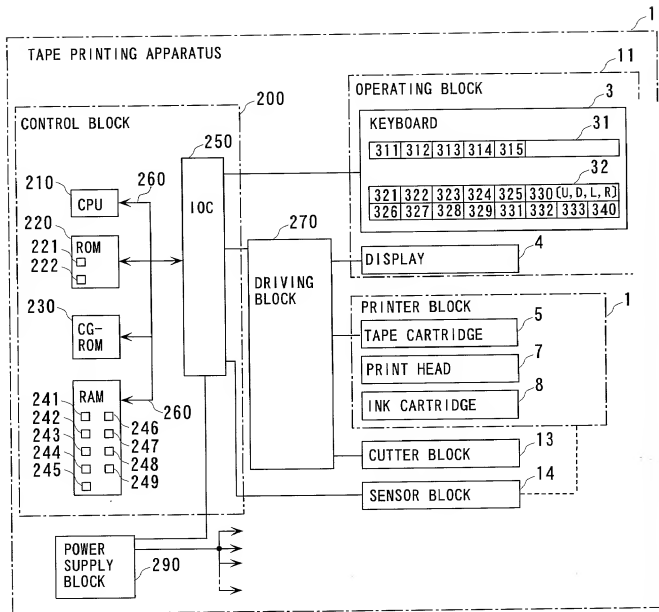 1
TAPE PRINTING APPARATUS
11
OPERATING BLOCK
3
KEYBOARD
31
311 312 313 314 315
32
321 322 323 324 325 330 (U, D, L, R)
326 327 328 329 331 332 333 340
DISPLAY
4
200
CONTROL BLOCK
250
IOC
210
CPU
260
220
ROM
221
222
230
CG-
ROM
RAM
260
241
242
243
244
245
246
247
248
249
270
DRIVING
BLOCK
PRINTER BLOCK
1
5
TAPE CARTRIDGE
7
PRINT HEAD
8
INK CARTRIDGE
13
CUTTER BLOCK
14
SENSOR BLOCK
POWER
SUPPLY
BLOCK
290